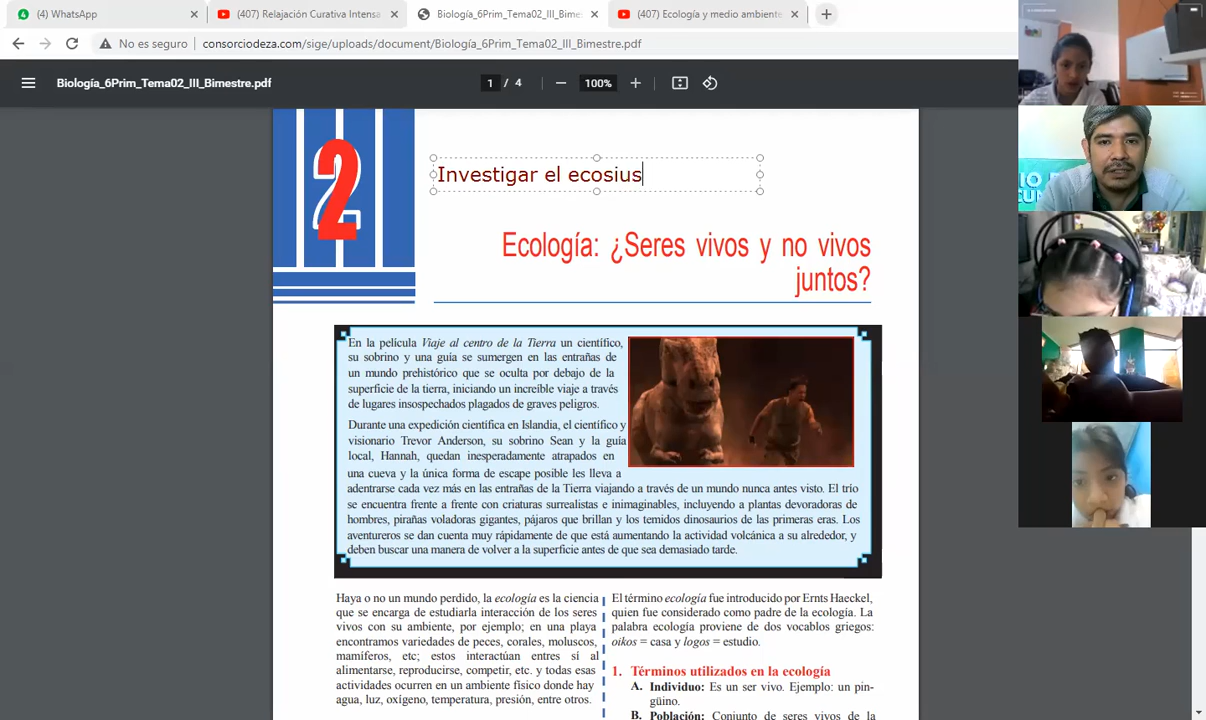 4
(4) WhatsApp
(407) Relajación Curativa Intensa
Biología_6Prim_Tema02_III_Bimes
(407) Ecología y medio ambiente
No es seguro
consorciodeza.com/sige/uploads/document/Biología_6Prim_Tema02_III_Bimestre.pdf
Biología_6Prim_Tema02_III_Bimestre.pdf
1 / 4
100%
2
Investigar el ecosius
Ecología: ¿Seres vivos y no vivos
juntos?
En la película Viaje al centro de la Tierra un científico,
su sobrino y una guía se sumergen en las entrañas de
un mundo prehistórico que se oculta por debajo de la
superficie de la tierra, iniciando un increíble viaje a través
de lugares insospechados plagados de graves peligros.
Durante una expedición científica en Islandia, el científico y
visionario Trevor Anderson, su sobrino Sean y la guía
local, Hannah, quedan inesperadamente atrapados en
una cueva y la única forma de escape posible les lleva a
adentrarse cada vez más en las entrañas de la Tierra viajando a través de un mundo nunca antes visto. El trío
se encuentra frente a frente con criaturas surrealistas e inimaginables, incluyendo a plantas devoradoras de
hombres, pirañas voladoras gigantes, pájaros que brillan y los temidos dinosaurios de las primeras eras. Los
aventureros se dan cuenta muy rápidamente de que está aumentando la actividad volcánica a su alrededor, y
deben buscar una manera de volver a la superficie antes de que sea demasiado tarde.
Haya o no un mundo perdido, la ecología es la ciencia
que se encarga de estudiarla interacción de los seres
vivos con su ambiente, por ejemplo; en una playa
encontramos variedades de peces, corales, moluscos,
mamíferos, etc; estos interactúan entres sí al
alimentarse, reproducirse, competir, etc. y todas esas
actividades ocurren en un ambiente físico donde hay
agua, luz, oxígeno, temperatura, presión, entre otros.
El término ecología fue introducido por Ernts Haeckel,
quien fue considerado como padre de la ecología. La
palabra ecología proviene de dos vocablos griegos:
oikos = casa y logos = estudio.
1. Términos utilizados en la ecología
A. Individuo: Es un ser vivo. Ejemplo: un pin-
güino.
B. Población: Conjunto de seres vivos de la